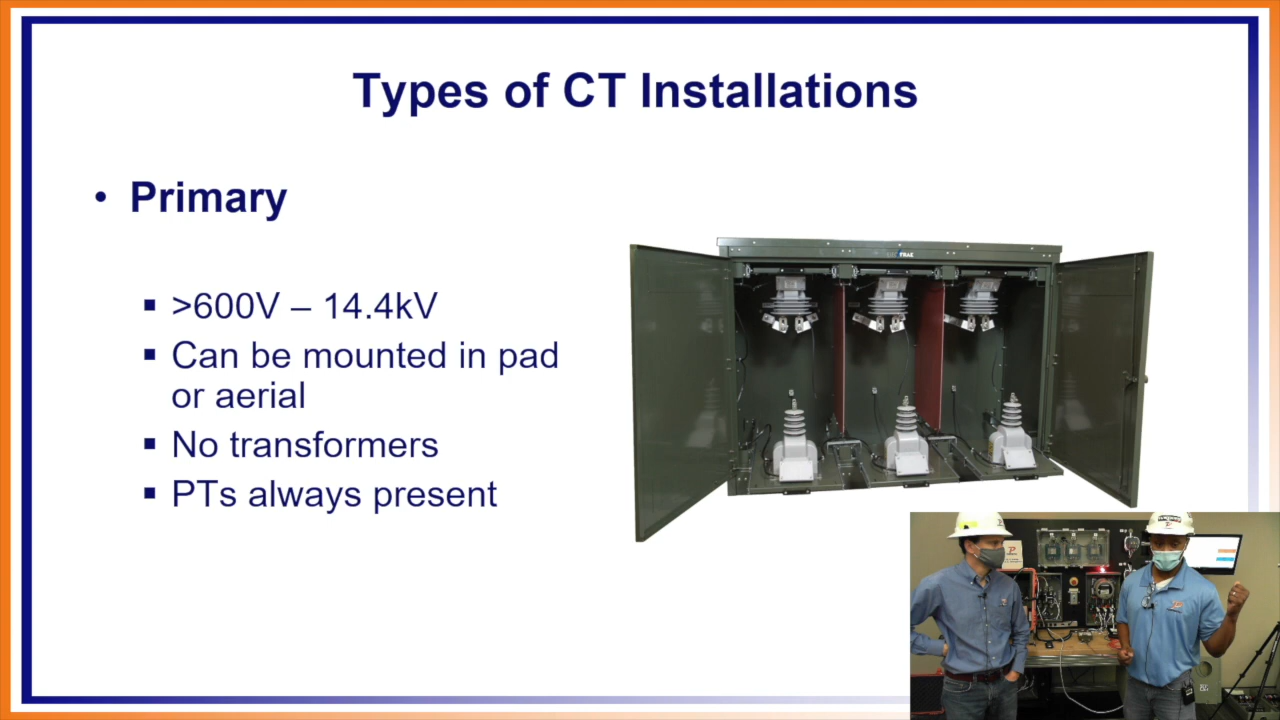 Types of CT Installations
• Primary
▪ >600V – 14.4kV
▪ Can be mounted in pad
or aerial
▪ No transformers
▪ PTs always present